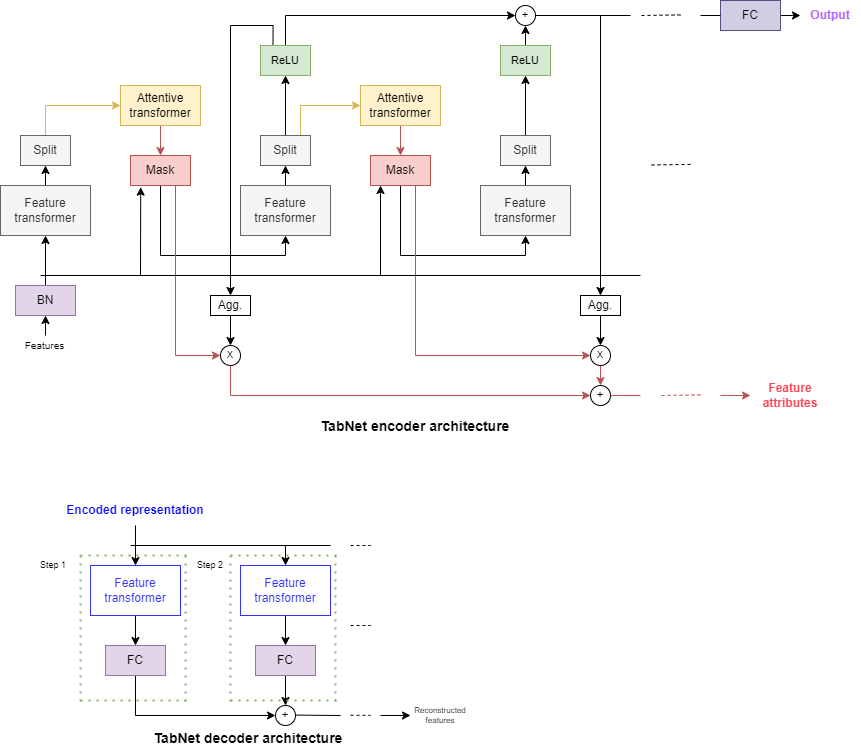 +
FC
Output
ReLU
ReLU
Attentive
transformer
Attentive
transformer
Split
Split
Split
Mask
Mask
Feature
transformer
Feature
transformer
Feature
transformer
BN
Agg.
Agg.
Features
X
X
Feature
attributes
+
TabNet encoder architecture
Encoded representation
Step 1
Step 2
Feature
transformer
Feature
transformer
FC
FC
+
Reconstructed
features
TabNet decoder architecture